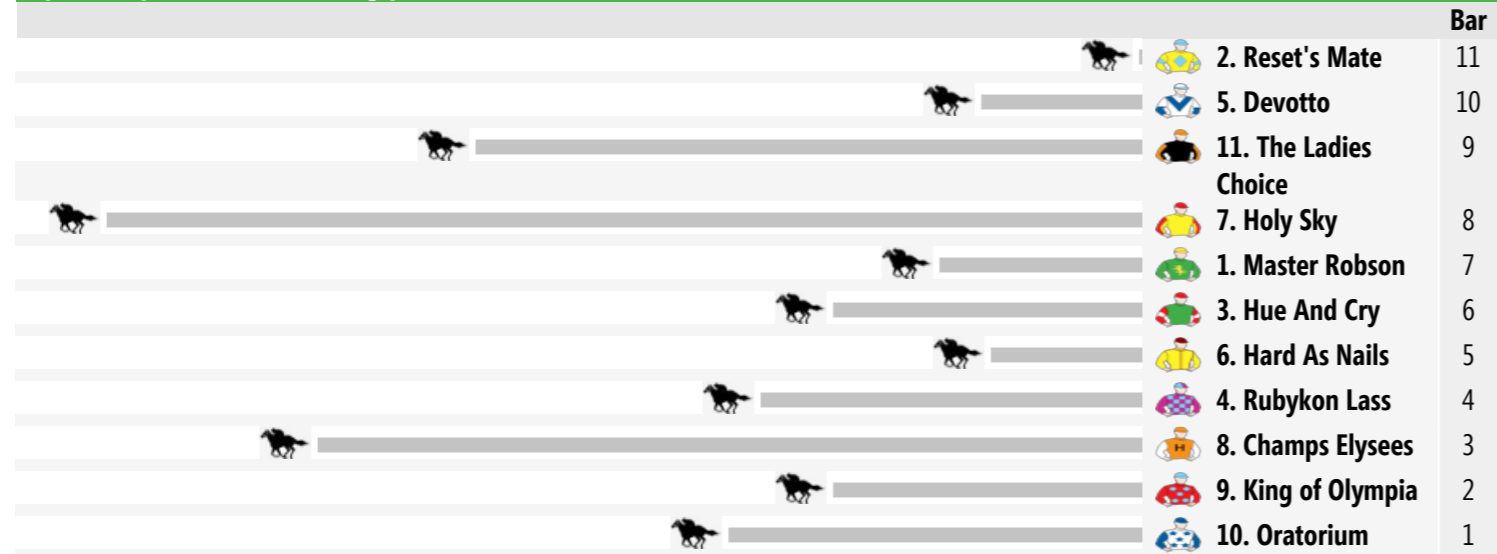 Bar
2. Reset's Mate 11
5. Devotto 10
11. The Ladies 9
Choice
7. Holy Sky 8
1. Master Robson 7
3. Hue And Cry 6
6. Hard As Nails 5
4. Rubykon Lass 4
8. Champs Elysees 3
H
9. King of Olympia 2
10. Oratorium 1